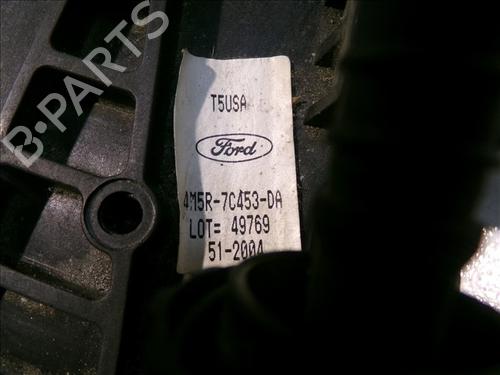 B-PARTS
T5USA
Ford
4M5R-7C453-DA
LOT= 49769
51-2004